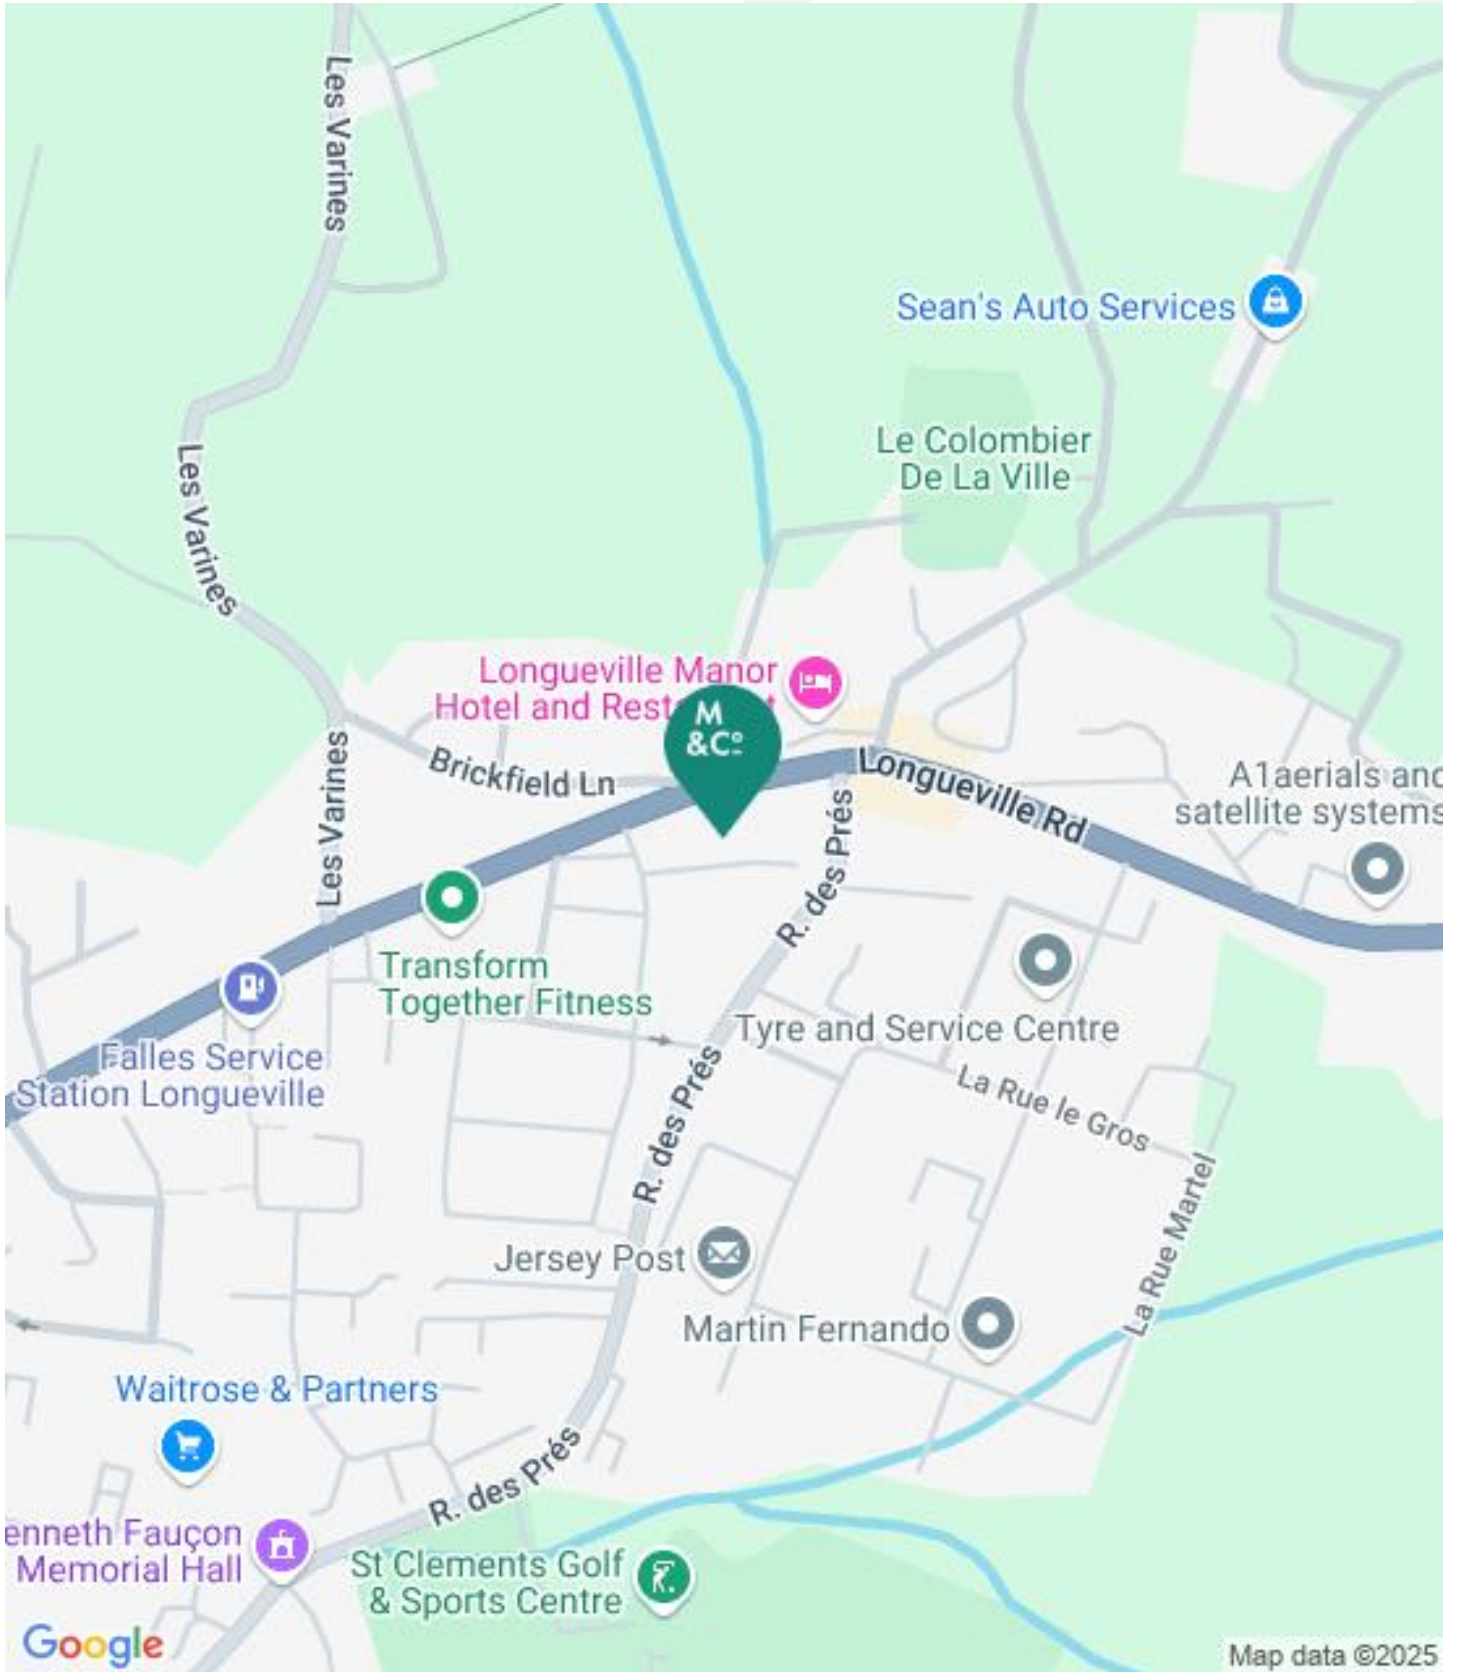 Les Varines
Sean's Auto Services
Le Colombier
De La Ville
Les Varines
Longueville Manor
Hotel and
M
&Cº
Brickfield Ln
Longueville Rd
Les Varines
A1aerials and
satellite systems
R. des Prés
Transform
Together Fitness
Tyre and Service Centre
Falles Service
Station Longueville
La Rue le Gros
R. des Prés
La Rue Martel
Jersey Post
Martin Fernando
Waitrose & Partners
R. des Prés
enneth Fauçon
Memorial Hall
St Clements Golf
& Sports Centre
Google
Map data ©2025